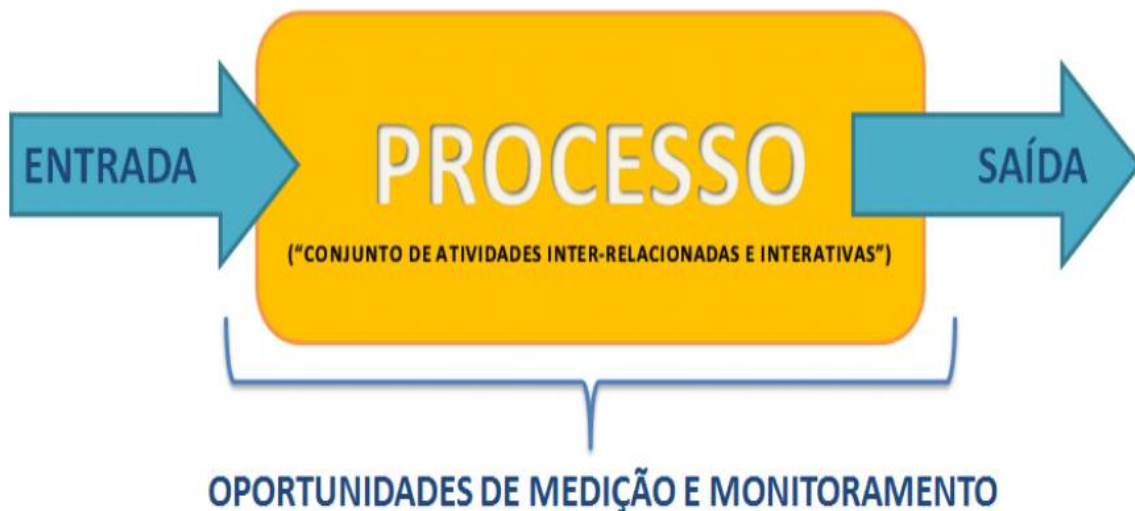 ENTRADA
PROCESSO
SAÍDA
("CONJUNTO DE ATIVIDADES INTER-RELACIONADAS E INTERATIVAS")
OPORTUNIDADES DE MEDIÇÃO E MONITORAMENTO